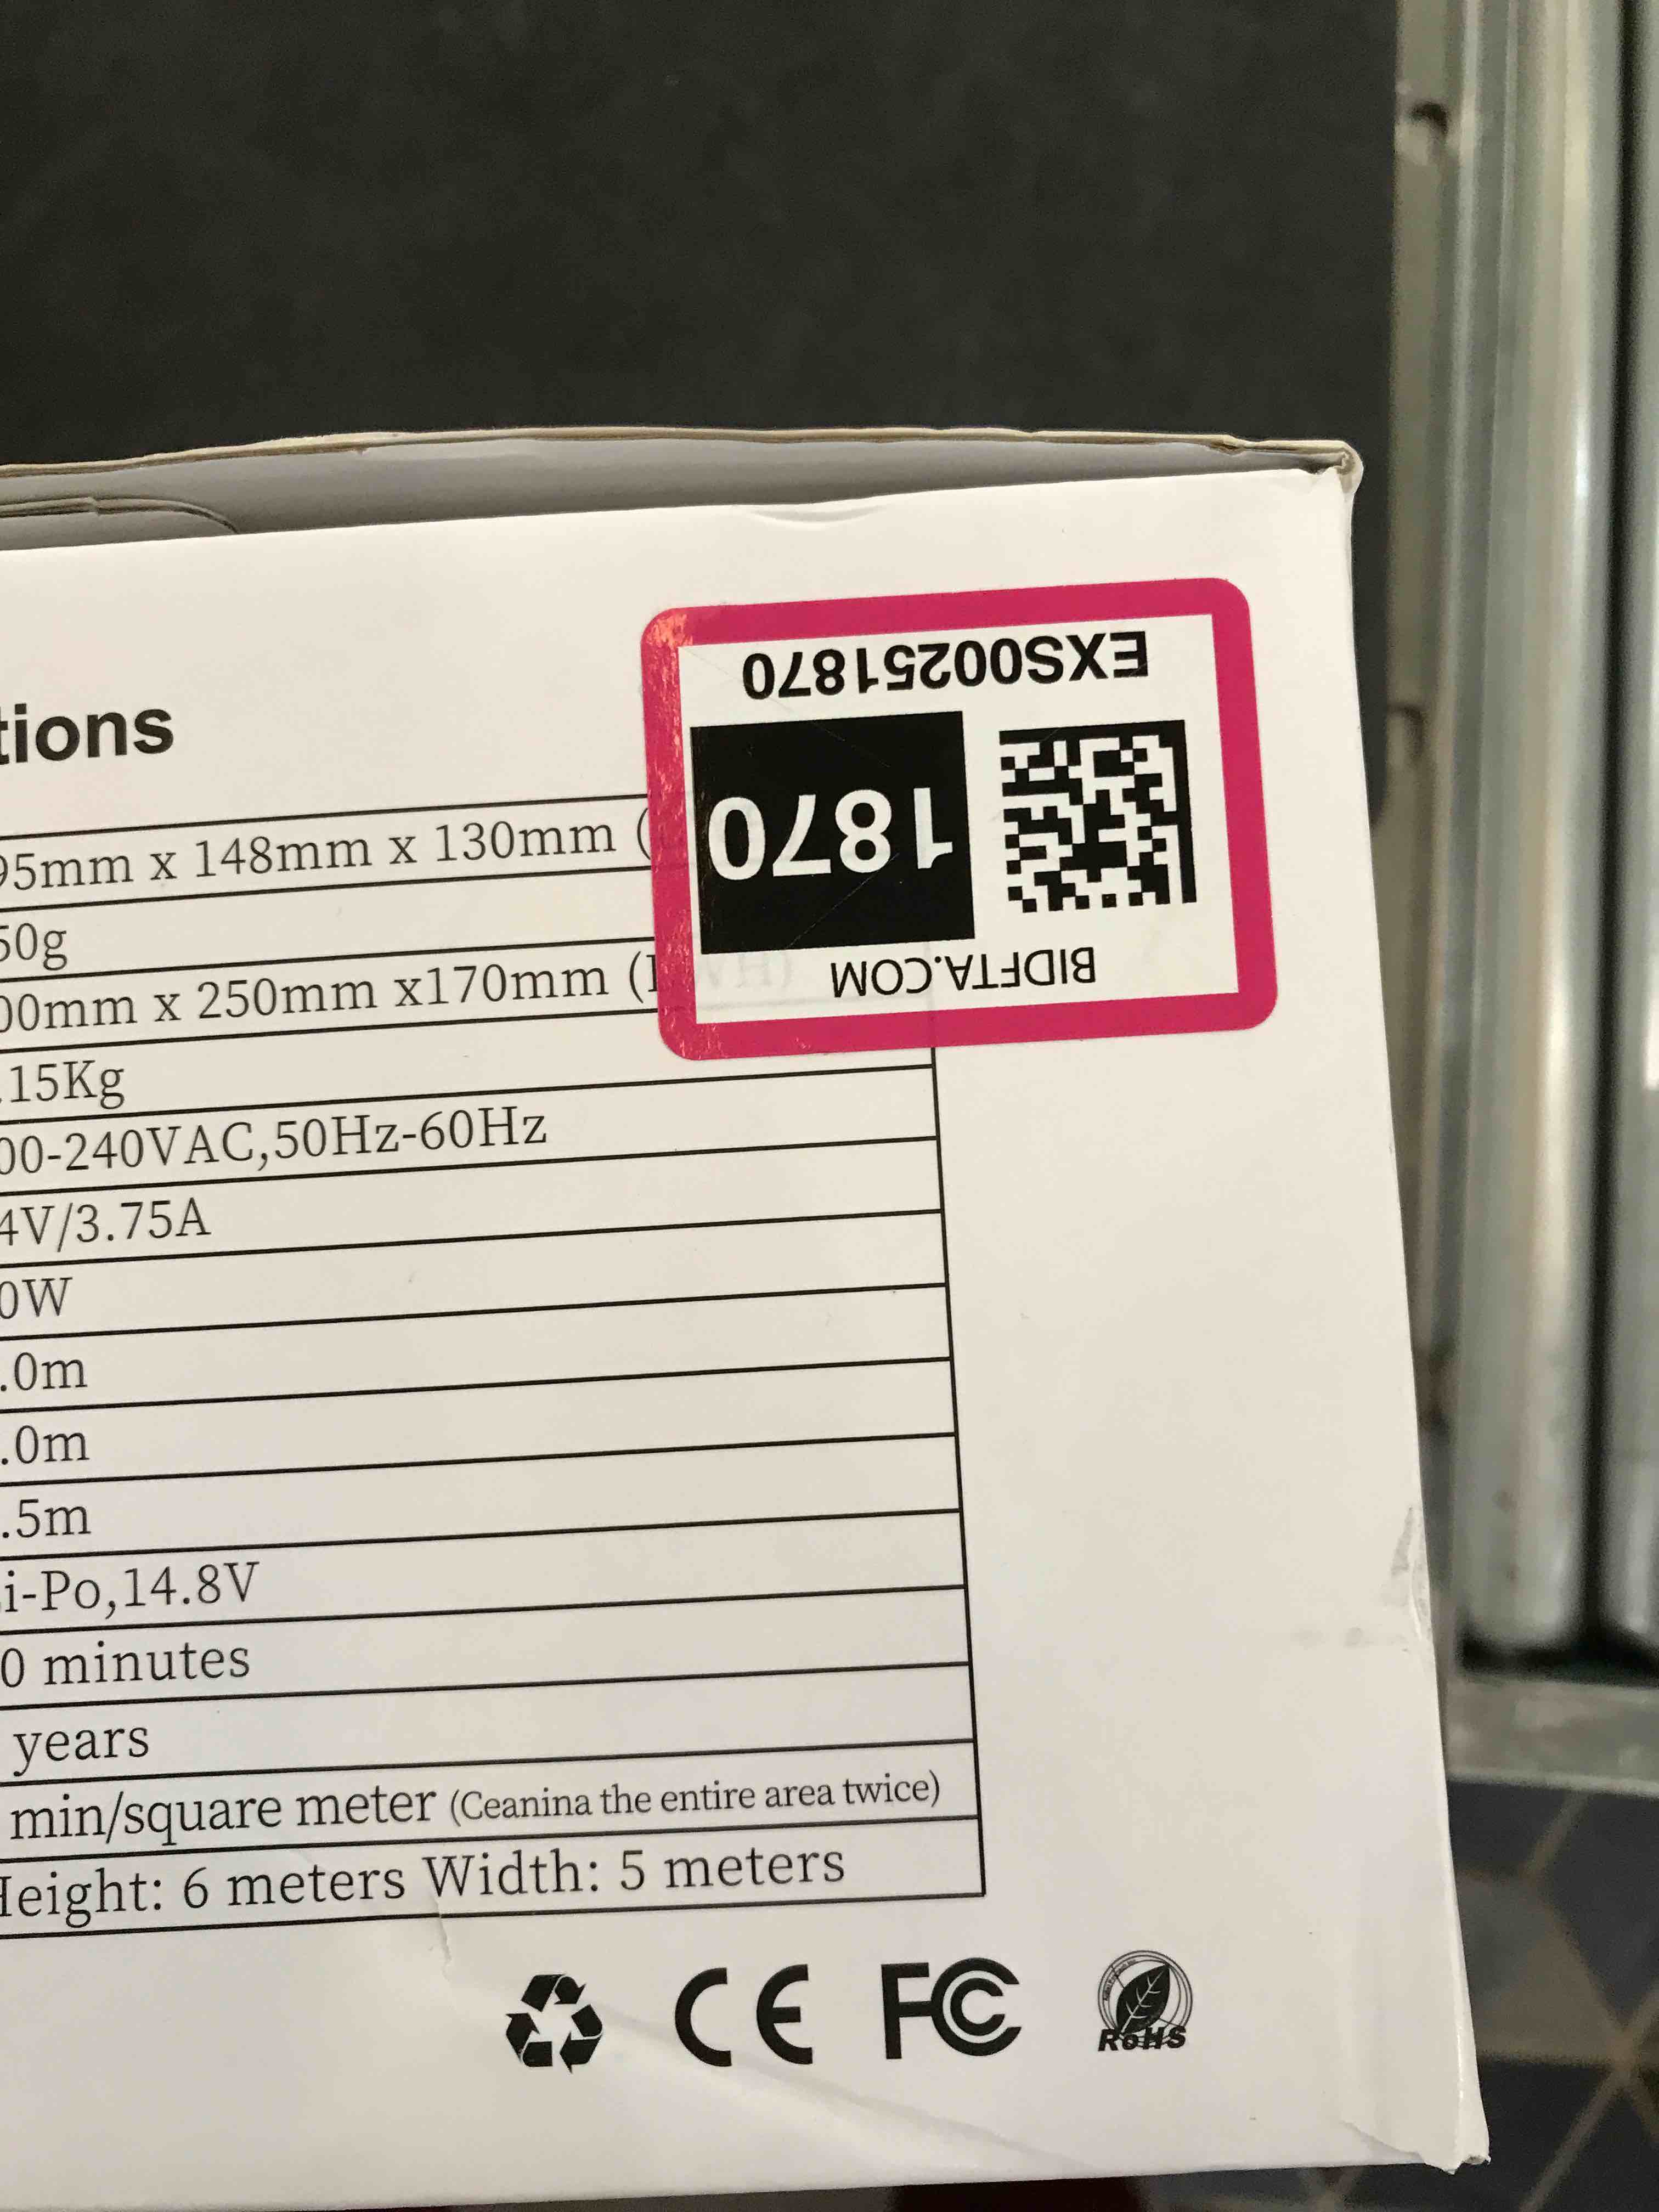 tions
95mm x 148mm x 130mm (
50g
00mm x 250mm x170mm (
.15Kg
00-240VAC,50Hz-60Hz
4V/3.75A
0W
.0m
.0m
.5m
i-Po,14.8V
0 minutes
years
min/square meter (Ceanina the entire area twice)
Height: 6 meters Width: 5 meters
CE FC RoHS
EXS00251870
1870
BIDFTA.COM